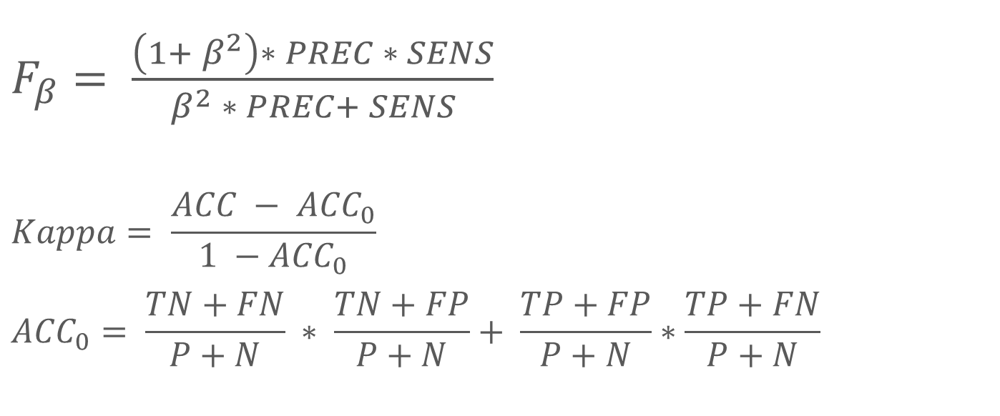 F_β = ((1+ β²)∗ PREC ∗ SENS) / (β² ∗ PREC+ SENS)
Kappa = (ACC − ACC₀) / (1 − ACC₀)
ACC₀ = (TN + FN) / (P + N) ∗ (TN + FP) / (P + N) + (TP + FP) / (P + N) ∗ (TP + FN) / (P + N)